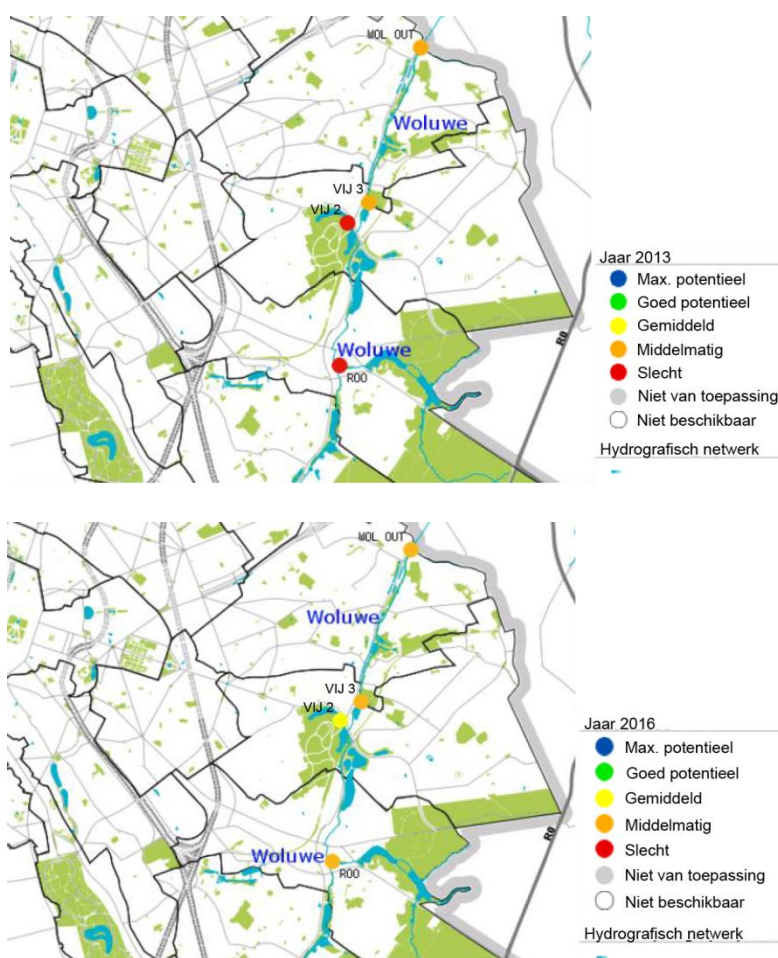 WOL OUT
Woluwe
VIJ 3
VIJ 2
Woluwe
ROO
R0
Jaar 2013
Max. potentieel
Goed potentieel
Gemiddeld
Middelmatig
Slecht
Niet van toepassing
Niet beschikbaar
Hydrografisch netwerk
WOL OUT
Woluwe
VIJ 3
VIJ 2
Woluwe
ROO
R0
Jaar 2016
Max. potentieel
Goed potentieel
Gemiddeld
Middelmatig
Slecht
Niet van toepassing
Niet beschikbaar
Hydrografisch netwerk